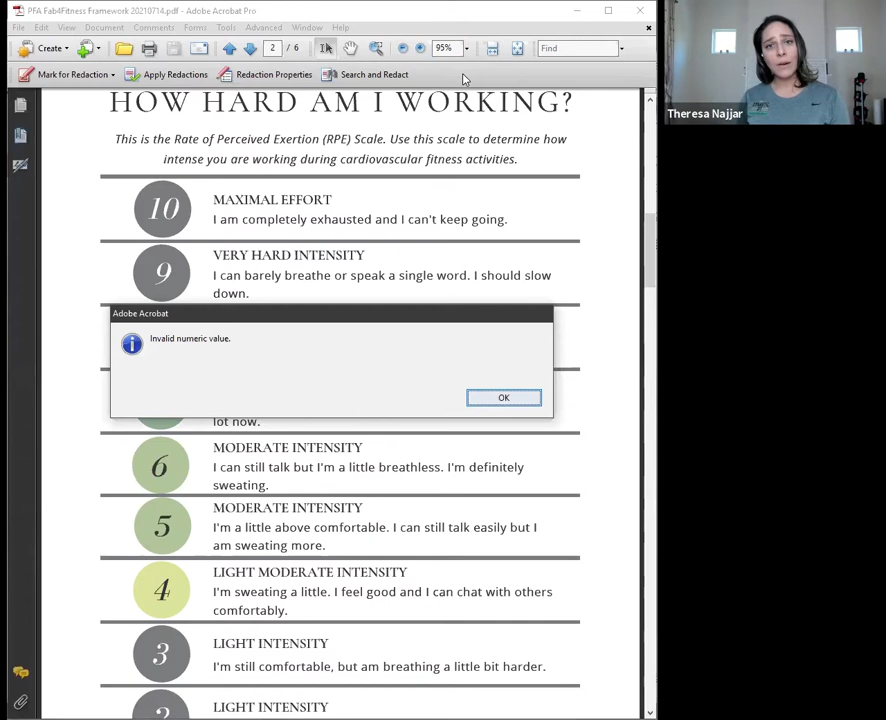 PFA Fab4Fitness Framework 20210714.pdf - Adobe Acrobat Pro
File Edit View Document Comments Forms Tools Advanced Window Help
Create 2 / 6 95% Find
Mark for Redaction Apply Redactions Redaction Properties Search and Redact
Theresa Najjar
HOW HARD AM I WORKING?
This is the Rate of Perceived Exertion (RPE) Scale. Use this scale to determine how
intense you are working during cardiovascular fitness activities.
10 MAXIMAL EFFORT
I am completely exhausted and I can't keep going.
9 VERY HARD INTENSITY
I can barely breathe or speak a single word. I should slow
down.
Adobe Acrobat
Invalid numeric value.
OK
lot now.
6 MODERATE INTENSITY
I can still talk but I'm a little breathless. I'm definitely
sweating.
5 MODERATE INTENSITY
I'm a little above comfortable. I can still talk easily but I
am sweating more.
4 LIGHT MODERATE INTENSITY
I'm sweating a little. I feel good and I can chat with others
comfortably.
3 LIGHT INTENSITY
I'm still comfortable, but am breathing a little bit harder.
2 LIGHT INTENSITY